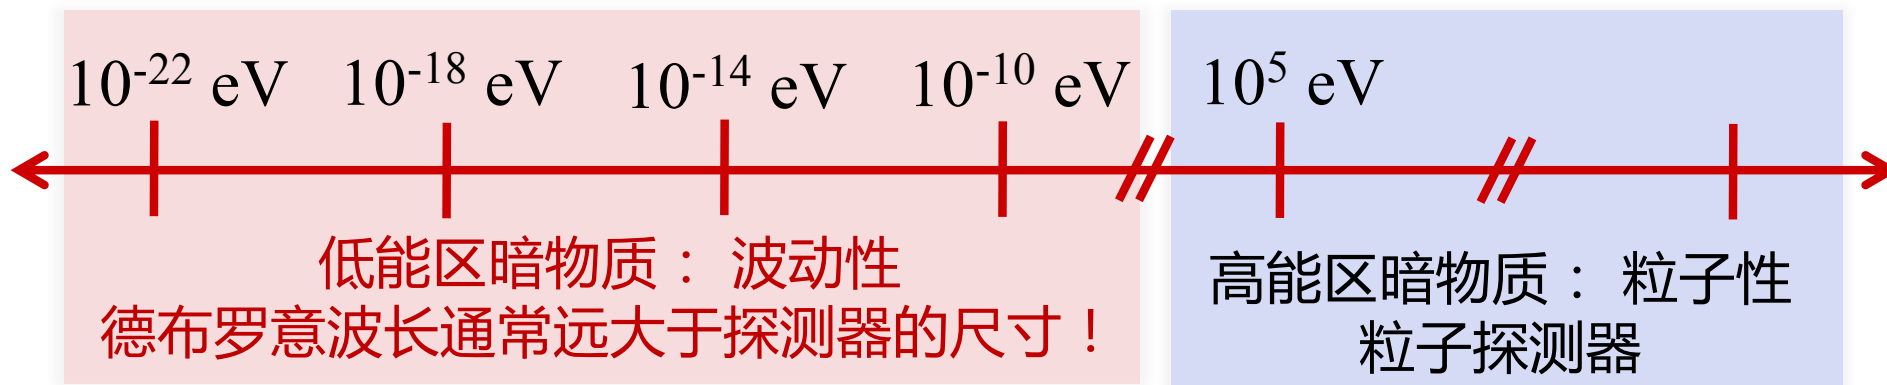 10⁻²² eV 10⁻¹⁸ eV 10⁻¹⁴ eV 10⁻¹⁰ eV 10⁵ eV
低能区暗物质： 波动性
德布罗意波长通常远大于探测器的尺寸！
高能区暗物质： 粒子性
粒子探测器